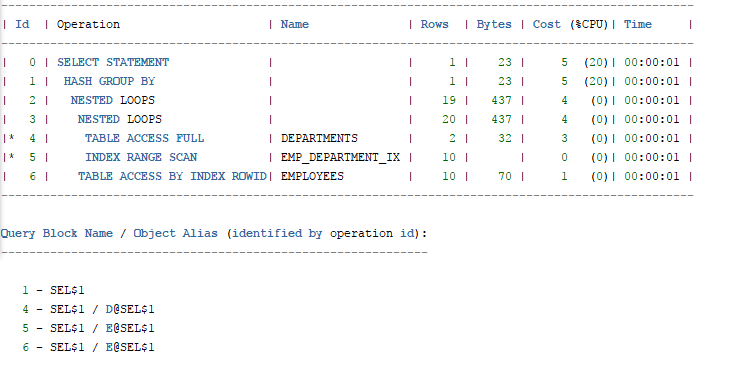 --------------------------------------------------------------------------------------------------
| Id  | Operation                     | Name              | Rows  | Bytes | Cost (%CPU)| Time     |
--------------------------------------------------------------------------------------------------
|   0 | SELECT STATEMENT              |                   |     1 |    23 |     5  (20)| 00:00:01 |
|   1 |  HASH GROUP BY                |                   |     1 |    23 |     5  (20)| 00:00:01 |
|   2 |   NESTED LOOPS                |                   |    19 |   437 |     4   (0)| 00:00:01 |
|   3 |    NESTED LOOPS               |                   |    20 |   437 |     4   (0)| 00:00:01 |
|*  4 |     TABLE ACCESS FULL         | DEPARTMENTS       |     2 |    32 |     3   (0)| 00:00:01 |
|*  5 |     INDEX RANGE SCAN          | EMP_DEPARTMENT_IX |    10 |       |     0   (0)| 00:00:01 |
|   6 |    TABLE ACCESS BY INDEX ROWID| EMPLOYEES         |    10 |    70 |     1   (0)| 00:00:01 |
--------------------------------------------------------------------------------------------------
Query Block Name / Object Alias (identified by operation id):
-------------------------------------------------------------
   1 - SEL$1
   4 - SEL$1 / D@SEL$1
   5 - SEL$1 / E@SEL$1
   6 - SEL$1 / E@SEL$1